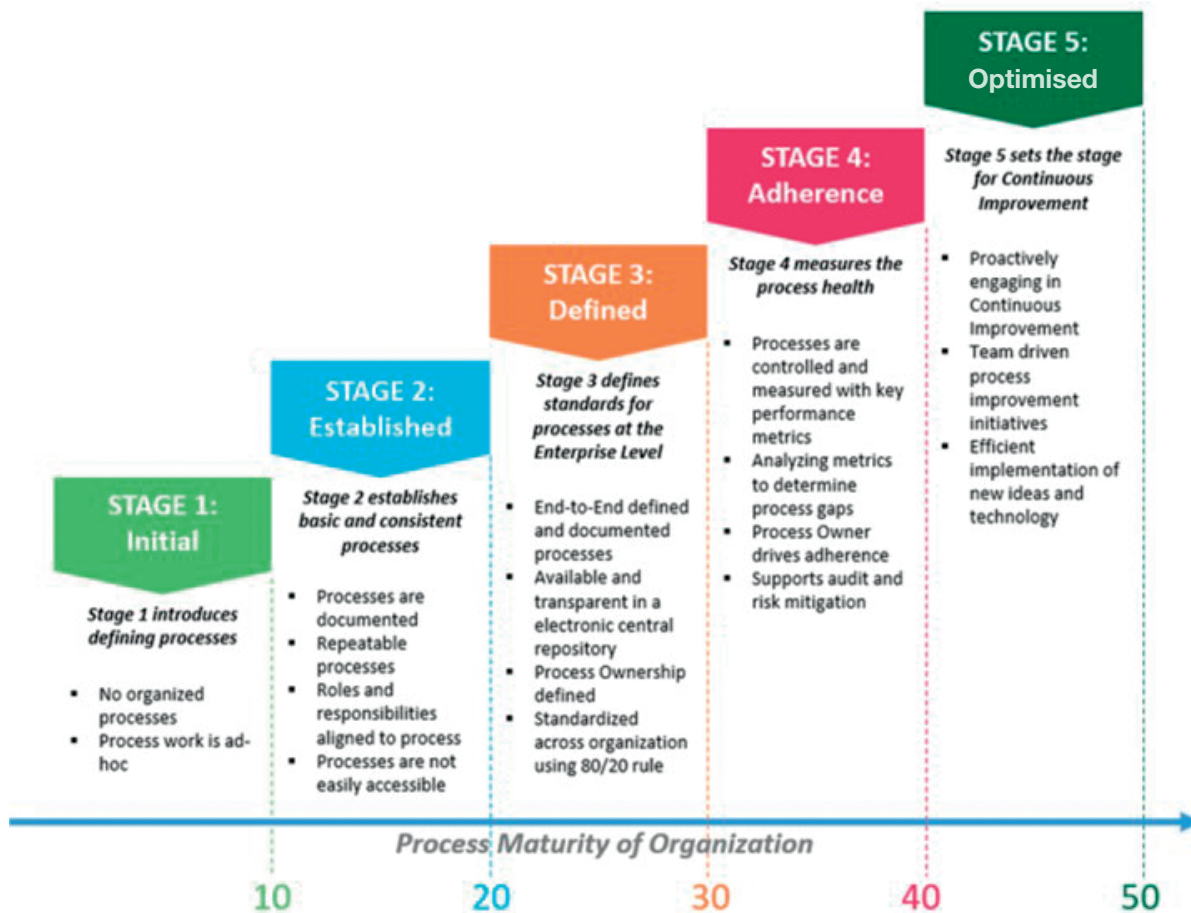 STAGE 1:
Initial
Stage 1 introduces
defining processes
▪ No organized
processes
▪ Process work is ad-
hoc
STAGE 2:
Established
Stage 2 establishes
basic and consistent
processes
▪ Processes are
documented
▪ Repeatable
processes
▪ Roles and
responsibilities
aligned to process
▪ Processes are not
easily accessible
STAGE 3:
Defined
Stage 3 defines
standards for
processes at the
Enterprise Level
▪ End-to-End defined
and documented
processes
▪ Available and
transparent in a
electronic central
repository
▪ Process Ownership
defined
▪ Standardized
across organization
using 80/20 rule
STAGE 4:
Adherence
Stage 4 measures the
process health
▪ Processes are
controlled and
measured with key
performance
metrics
▪ Analyzing metrics
to determine
process gaps
▪ Process Owner
drives adherence
▪ Supports audit and
risk mitigation
STAGE 5:
Optimised
Stage 5 sets the stage
for Continuous
Improvement
▪ Proactively
engaging in
Continuous
Improvement
▪ Team driven
process
improvement
initiatives
▪ Efficient
implementation of
new ideas and
technology
Process Maturity of Organization
10 20 30 40 50